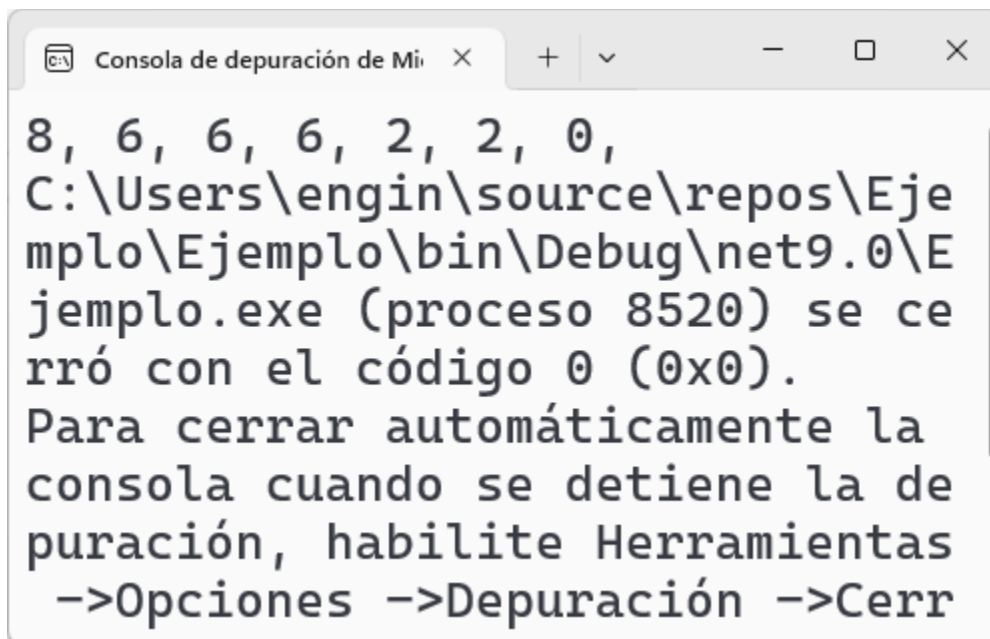 Consola de depuración de Mi
8, 6, 6, 6, 2, 2, 0,
C:\Users\engin\source\repos\Eje
mplo\Ejemplo\bin\Debug\net9.0\E
jemplo.exe (proceso 8520) se ce
rró con el código 0 (0x0).
Para cerrar automáticamente la
consola cuando se detiene la de
puración, habilite Herramientas
->Opciones ->Depuración ->Cerr